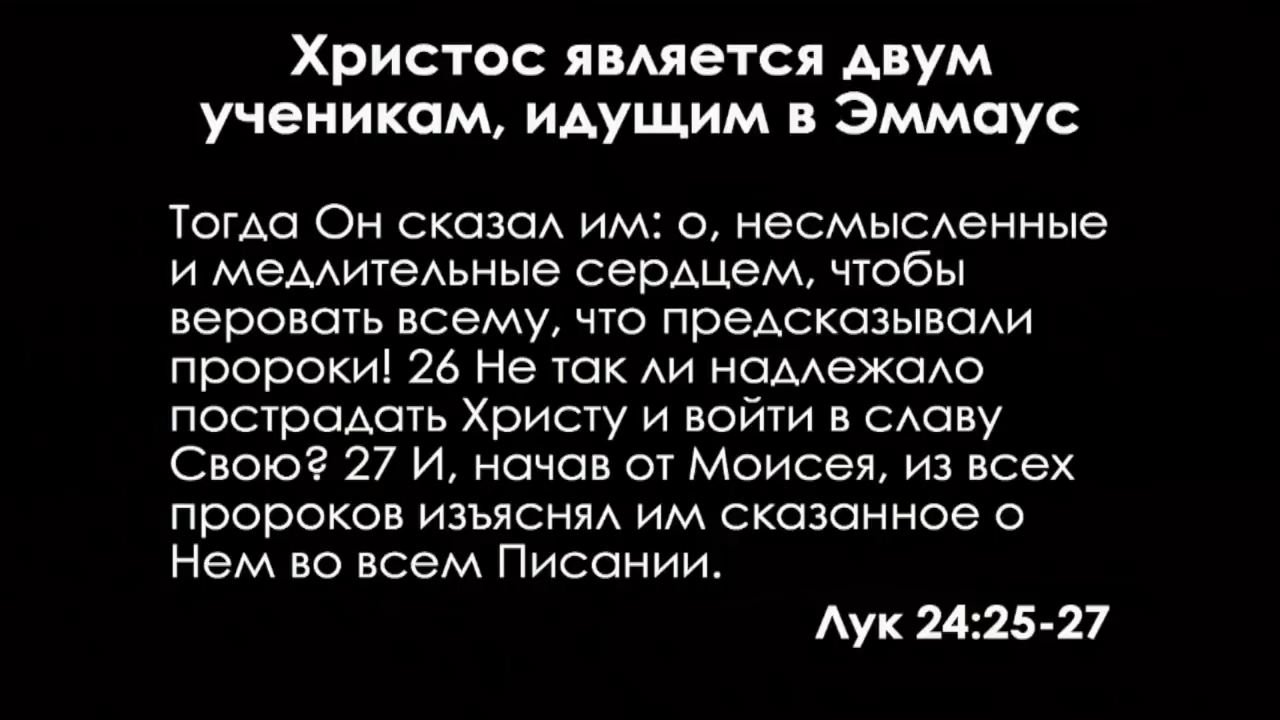 Христос является двум
ученикам, идущим в Эммаус
Тогда Он сказал им: о, несмысленные
и медлительные сердцем, чтобы
веровать всему, что предсказывали
пророки! 26 Не так ли надлежало
пострадать Христу и войти в славу
Свою? 27 И, начав от Моисея, из всех
пророков изъяснял им сказанное о
Нем во всем Писании.
Лук 24:25-27